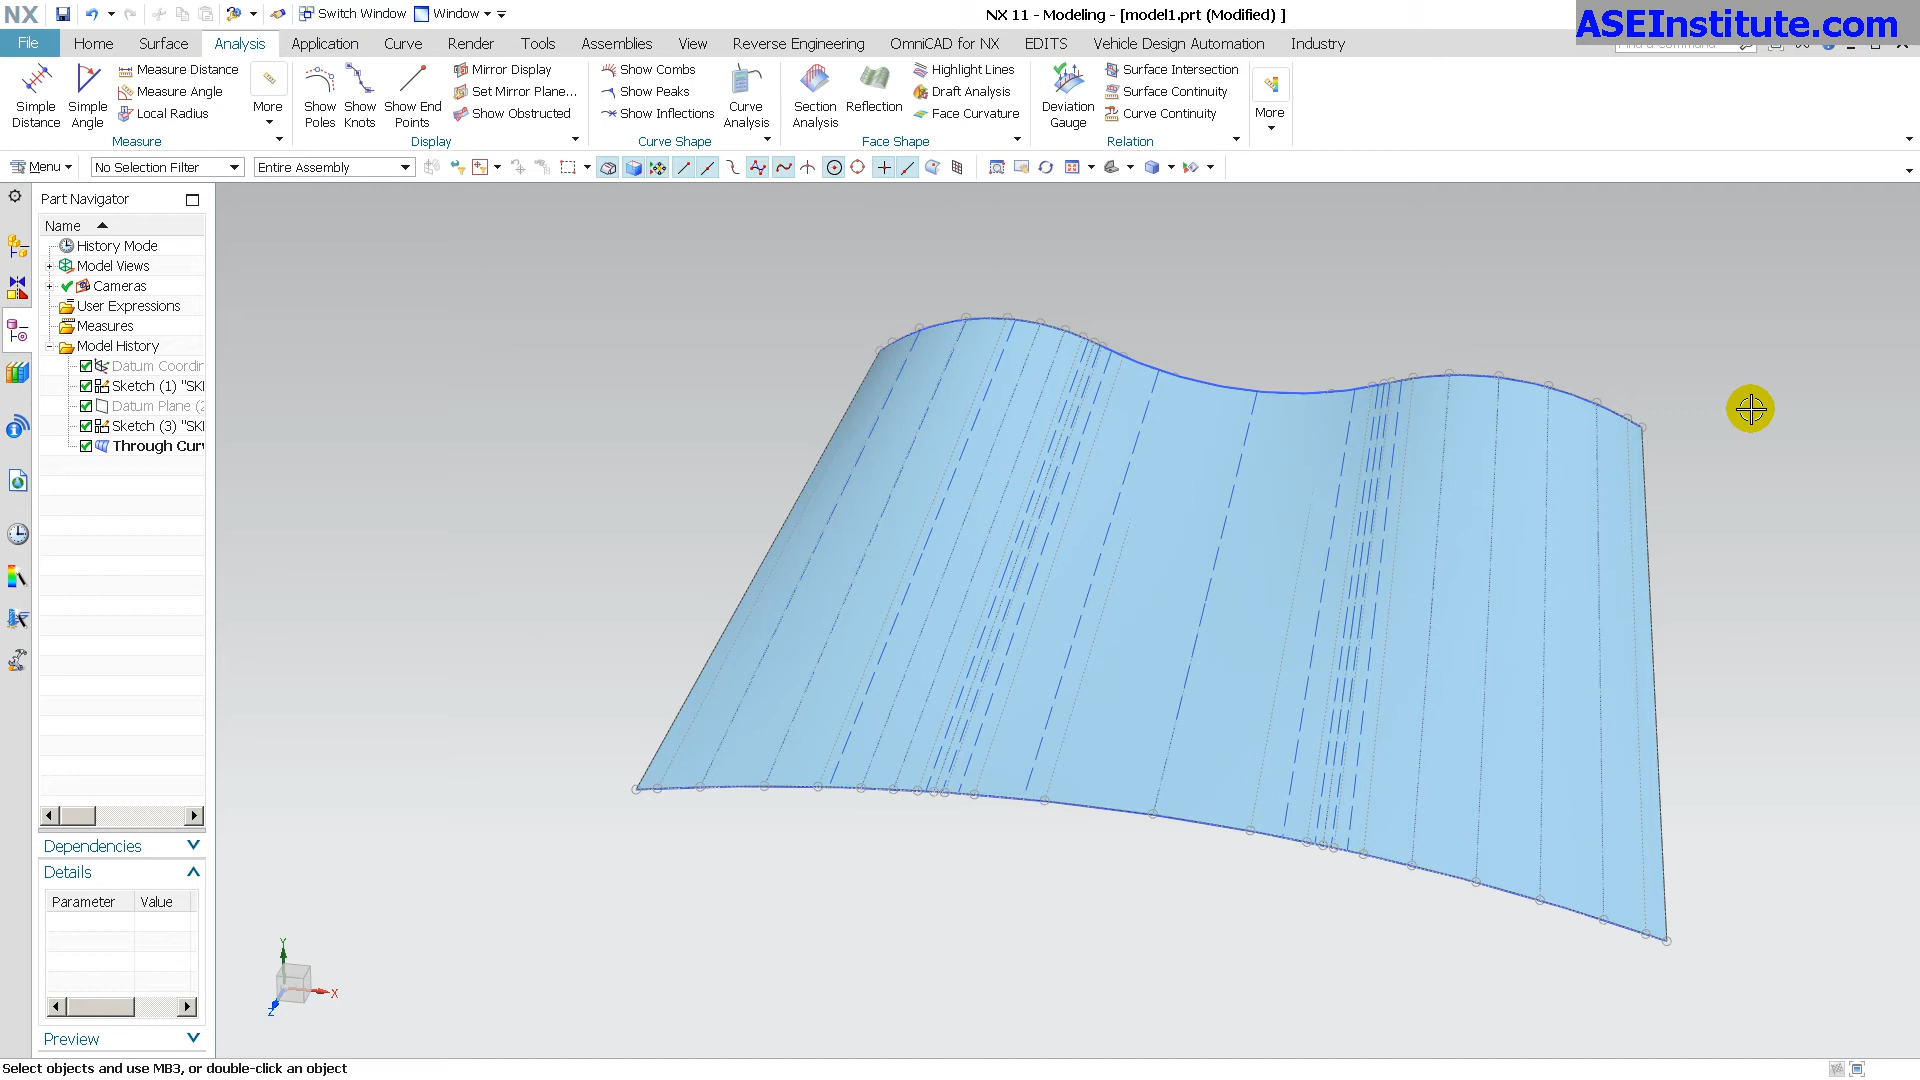 NX
Switch Window
Window
NX 11 - Modeling - [model1.prt (Modified) ]
ASEInstitute.com
File
Home
Surface
Analysis
Application
Curve
Render
Tools
Assemblies
View
Reverse Engineering
OmniCAD for NX
EDITS
Vehicle Design Automation
Industry
Simple Distance
Simple Angle
Measure Distance
Measure Angle
Local Radius
More
Measure
Show Poles
Show Knots
Show End Points
Mirror Display
Set Mirror Plane...
Show Obstructed
Display
Show Combs
Show Peaks
Show Inflections
Curve Analysis
Curve Shape
Section Analysis
Reflection
Highlight Lines
Draft Analysis
Face Curvature
Face Shape
Deviation Gauge
Surface Intersection
Surface Continuity
Curve Continuity
Relation
More
Menu
No Selection Filter
Entire Assembly
Part Navigator
Name
History Mode
Model Views
Cameras
User Expressions
Measures
Model History
Datum Coordin
Sketch (1) "SKI
Datum Plane (2
Sketch (3) "SKI
Through Cur
Dependencies
Details
Parameter
Value
Preview
Y
X
Z
Select objects and use MB3, or double-click an object